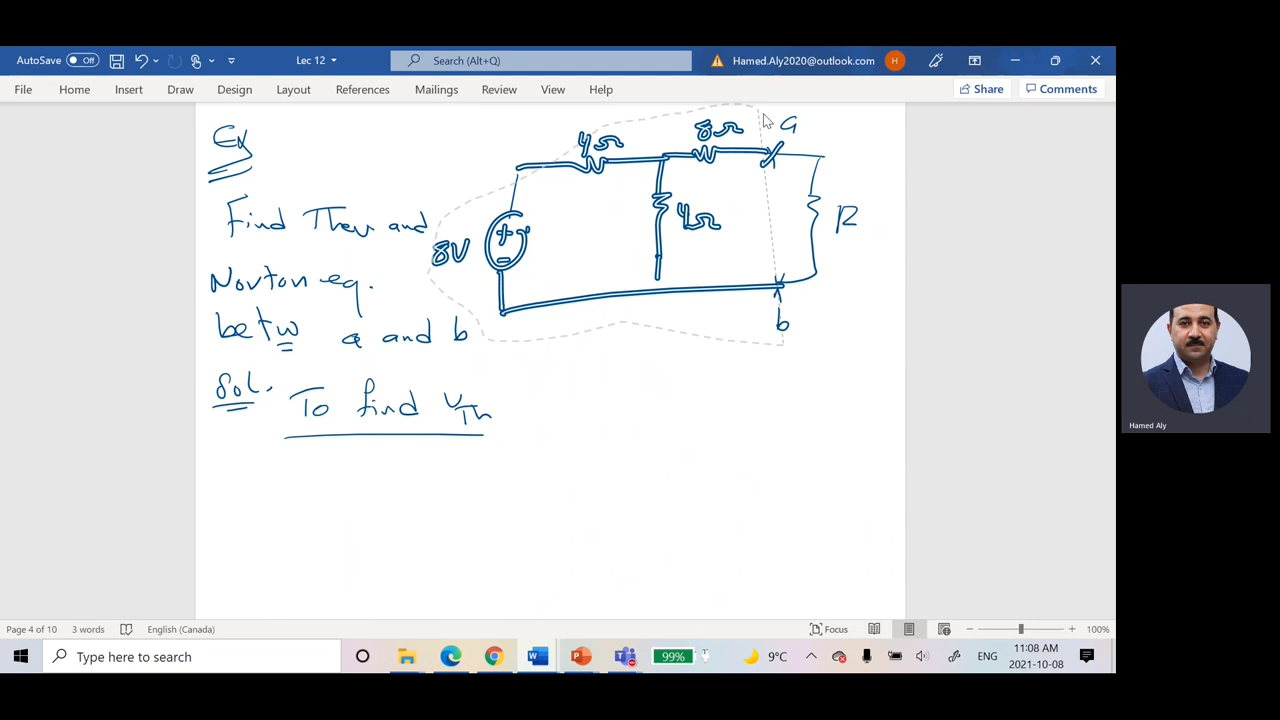 AutoSave Off
Lec 12
Search (Alt+Q)
Hamed.Aly2020@outlook.com
H
File Home Insert Draw Design Layout References Mailings Review View Help
Share Comments
Ex
4Ω
8Ω
a
Find Thev and
8V
+
-
4Ω
R
Norton eq.
betw a and b
b
Sol. To find VTh
Hamed Aly
Page 4 of 10 3 words English (Canada)
Focus
100%
Type here to search
99%
9°C
ENG
11:08 AM
2021-10-08